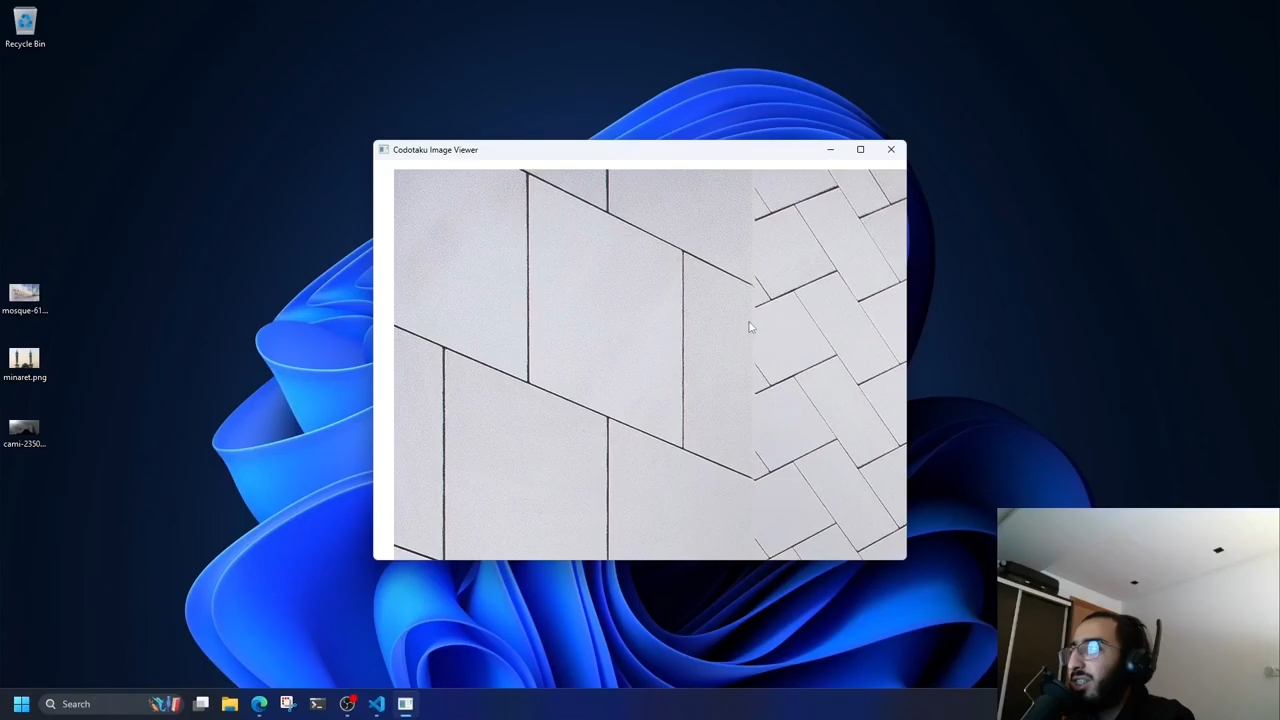 Recycle Bin
Codotaku Image Viewer
mosque-61...
minaret.png
cami-2350...
Search